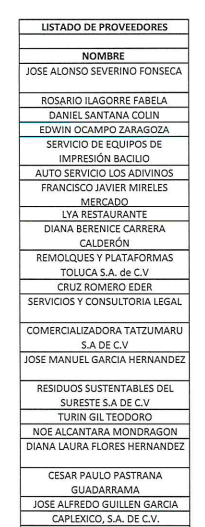 LISTADO DE PROVEEDORES
NOMBRE
JOSE ALONSO SEVERINO FONSECA
ROSARIO ILAGORRE FABELA
DANIEL SANTANA COLIN
EDWIN OCAMPO ZARAGOZA
SERVICIO DE EQUIPOS DE
IMPRESIÓN BACILIO
AUTO SERVICIO LOS ADIVINOS
FRANCISCO JAVIER MIRELES
MERCADO
LYA RESTAURANTE
DIANA BERENICE CARRERA
CALDERÓN
REMOLQUES Y PLATAFORMAS
TOLUCA S.A. de C.V
CRUZ ROMERO EDER
SERVICIOS Y CONSULTORIA LEGAL
COMERCIALIZADORA TATZUMARU
S.A DE C.V
JOSE MANUEL GARCIA HERNANDEZ
RESIDUOS SUSTENTABLES DEL
SURESTE S.A DE C.V
TURIN GIL TEODORO
NOE ALCANTARA MONDRAGON
DIANA LAURA FLORES HERNANDEZ
CESAR PAULO PASTRANA
GUADARRAMA
JOSE ALFREDO GUILLEN GARCIA
CAPLEXICO, S.A. DE C.V.